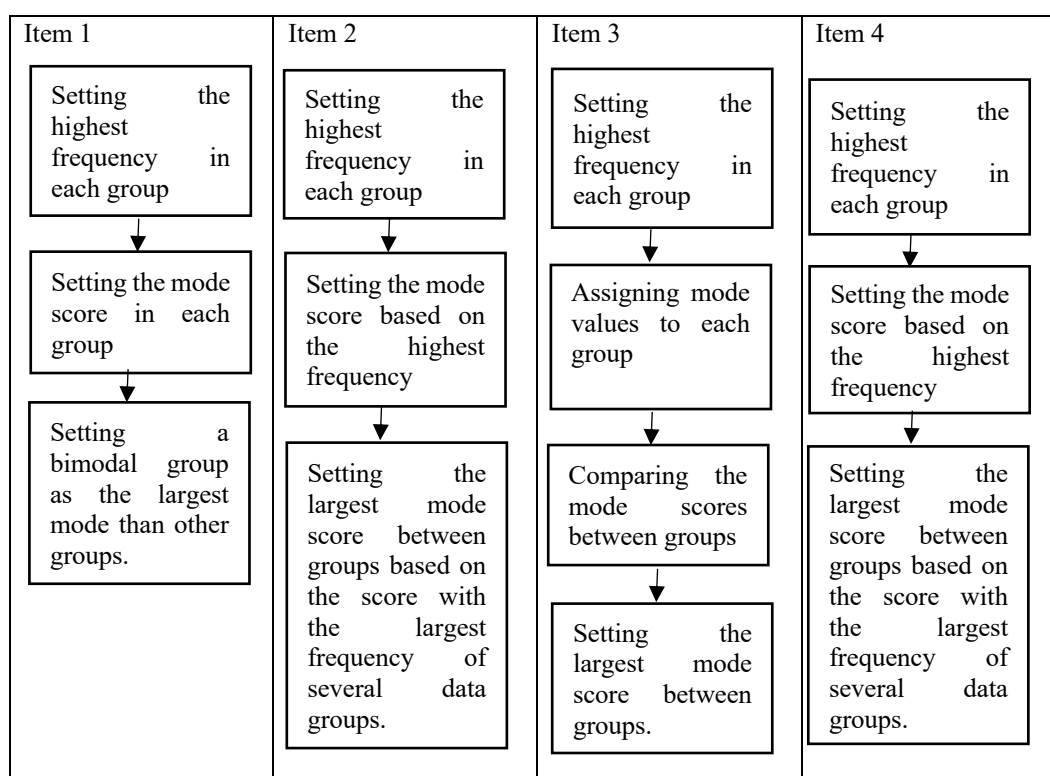 Item 1
Setting the
highest
frequency in
each group
Setting the mode
score in each
group
Setting a
bimodal group
as the largest
mode than other
groups.
Item 2
Setting the
highest
frequency in
each group
Setting the mode
score based on
the highest
frequency
Setting the
largest mode
score between
groups based on
the score with
the largest
frequency of
several data
groups.
Item 3
Setting the
highest
frequency in
each group
Assigning mode
values to each
group
Comparing the
mode scores
between groups
Setting the
largest mode
score between
groups.
Item 4
Setting the
highest
frequency in
each group
Setting the mode
score based on
the highest
frequency
Setting the
largest mode
score between
groups based on
the score with
the largest
frequency of
several data
groups.